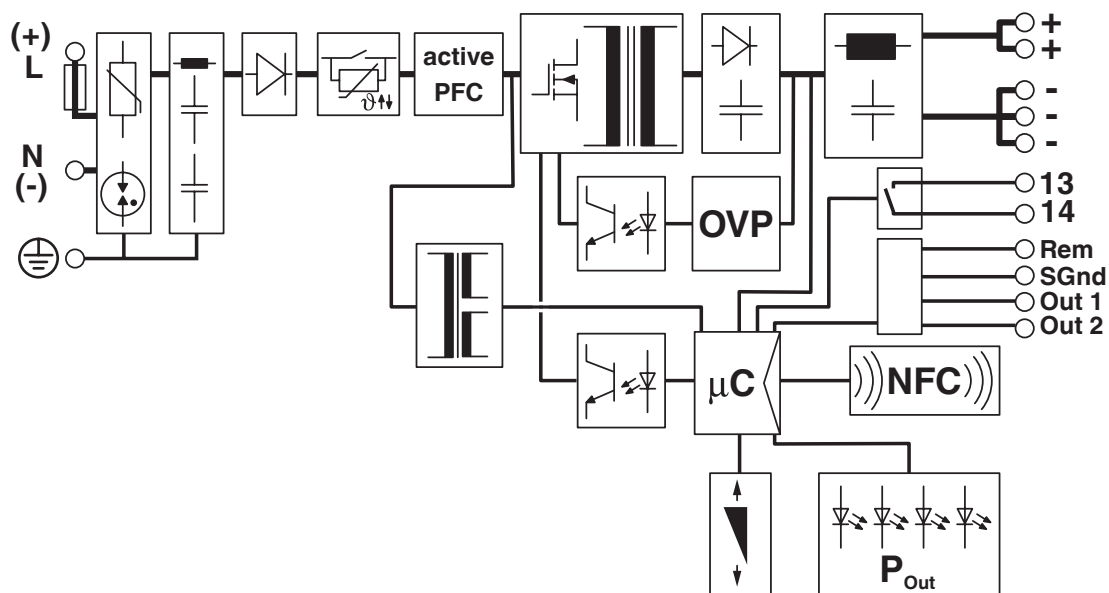 (+)
L
N
(-)
ϑ
active
PFC
+
+
-
-
-
13
14
OVP
Rem
SGnd
Out 1
Out 2
μC
NFC
P Out